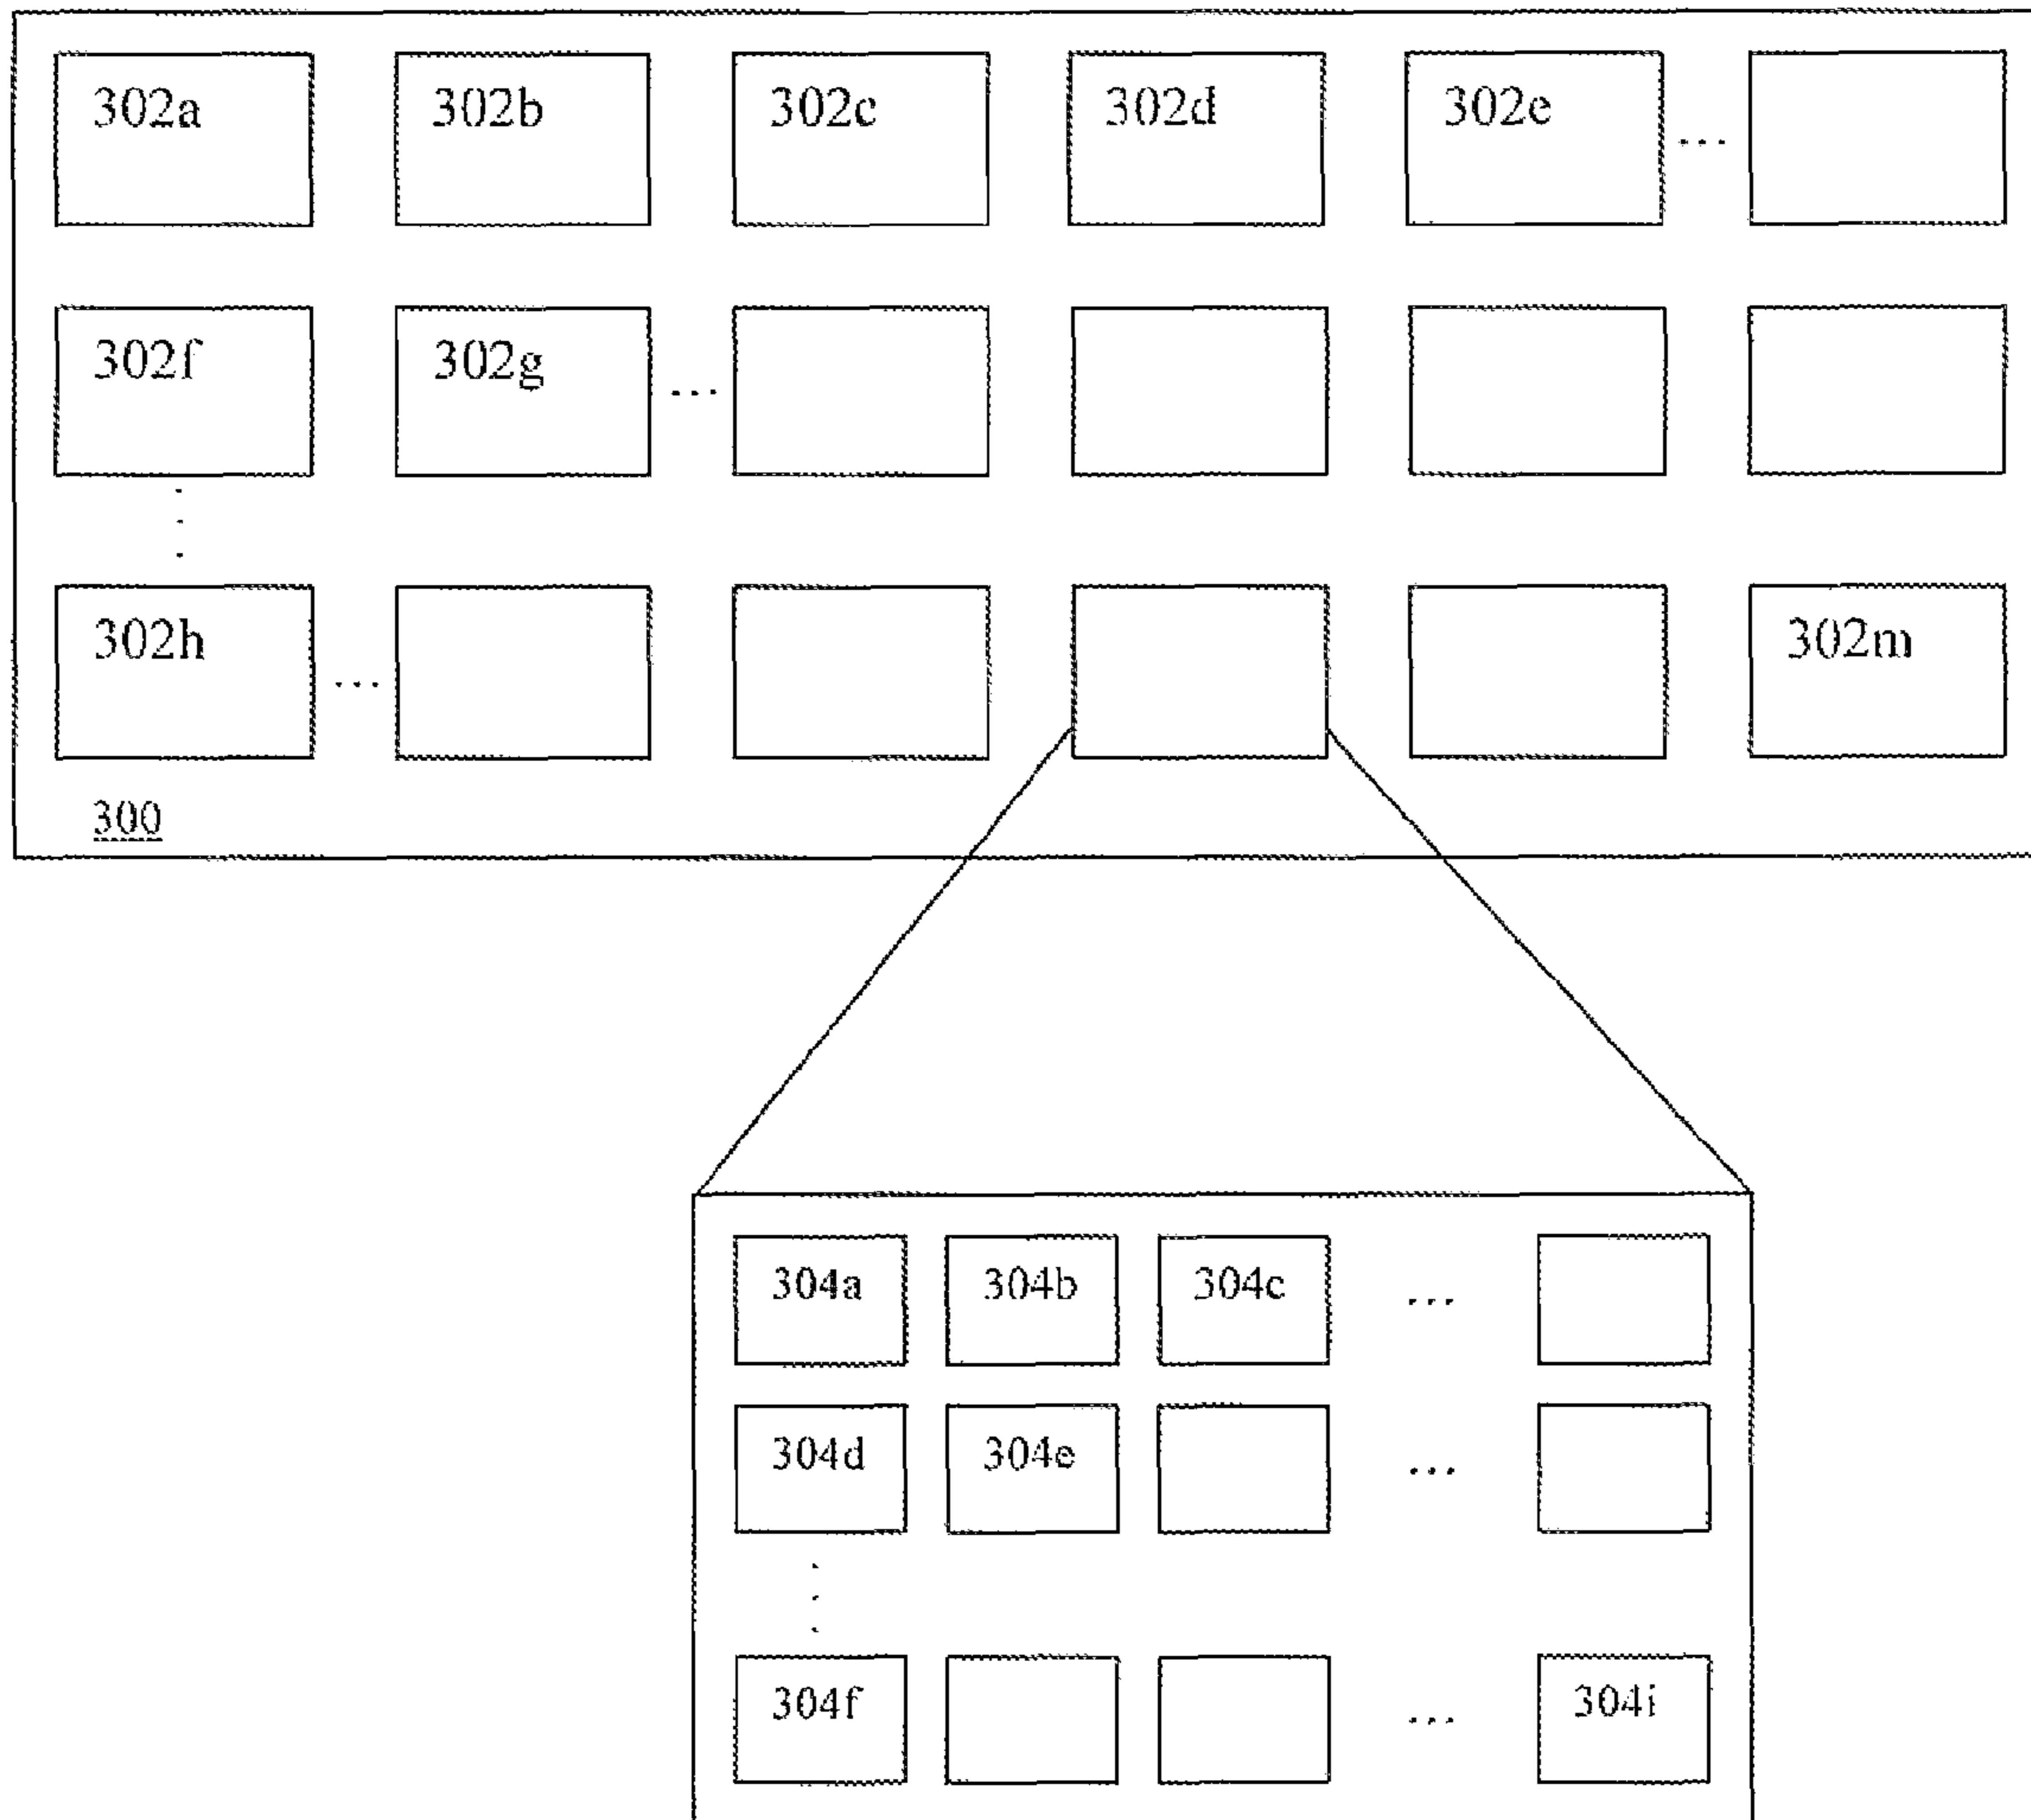 302a 302b 302c 302d 302e ...
302f 302g ...
302h ... 302m
300
304a 304b 304c ...
304d 304e ...
304f ... 304i